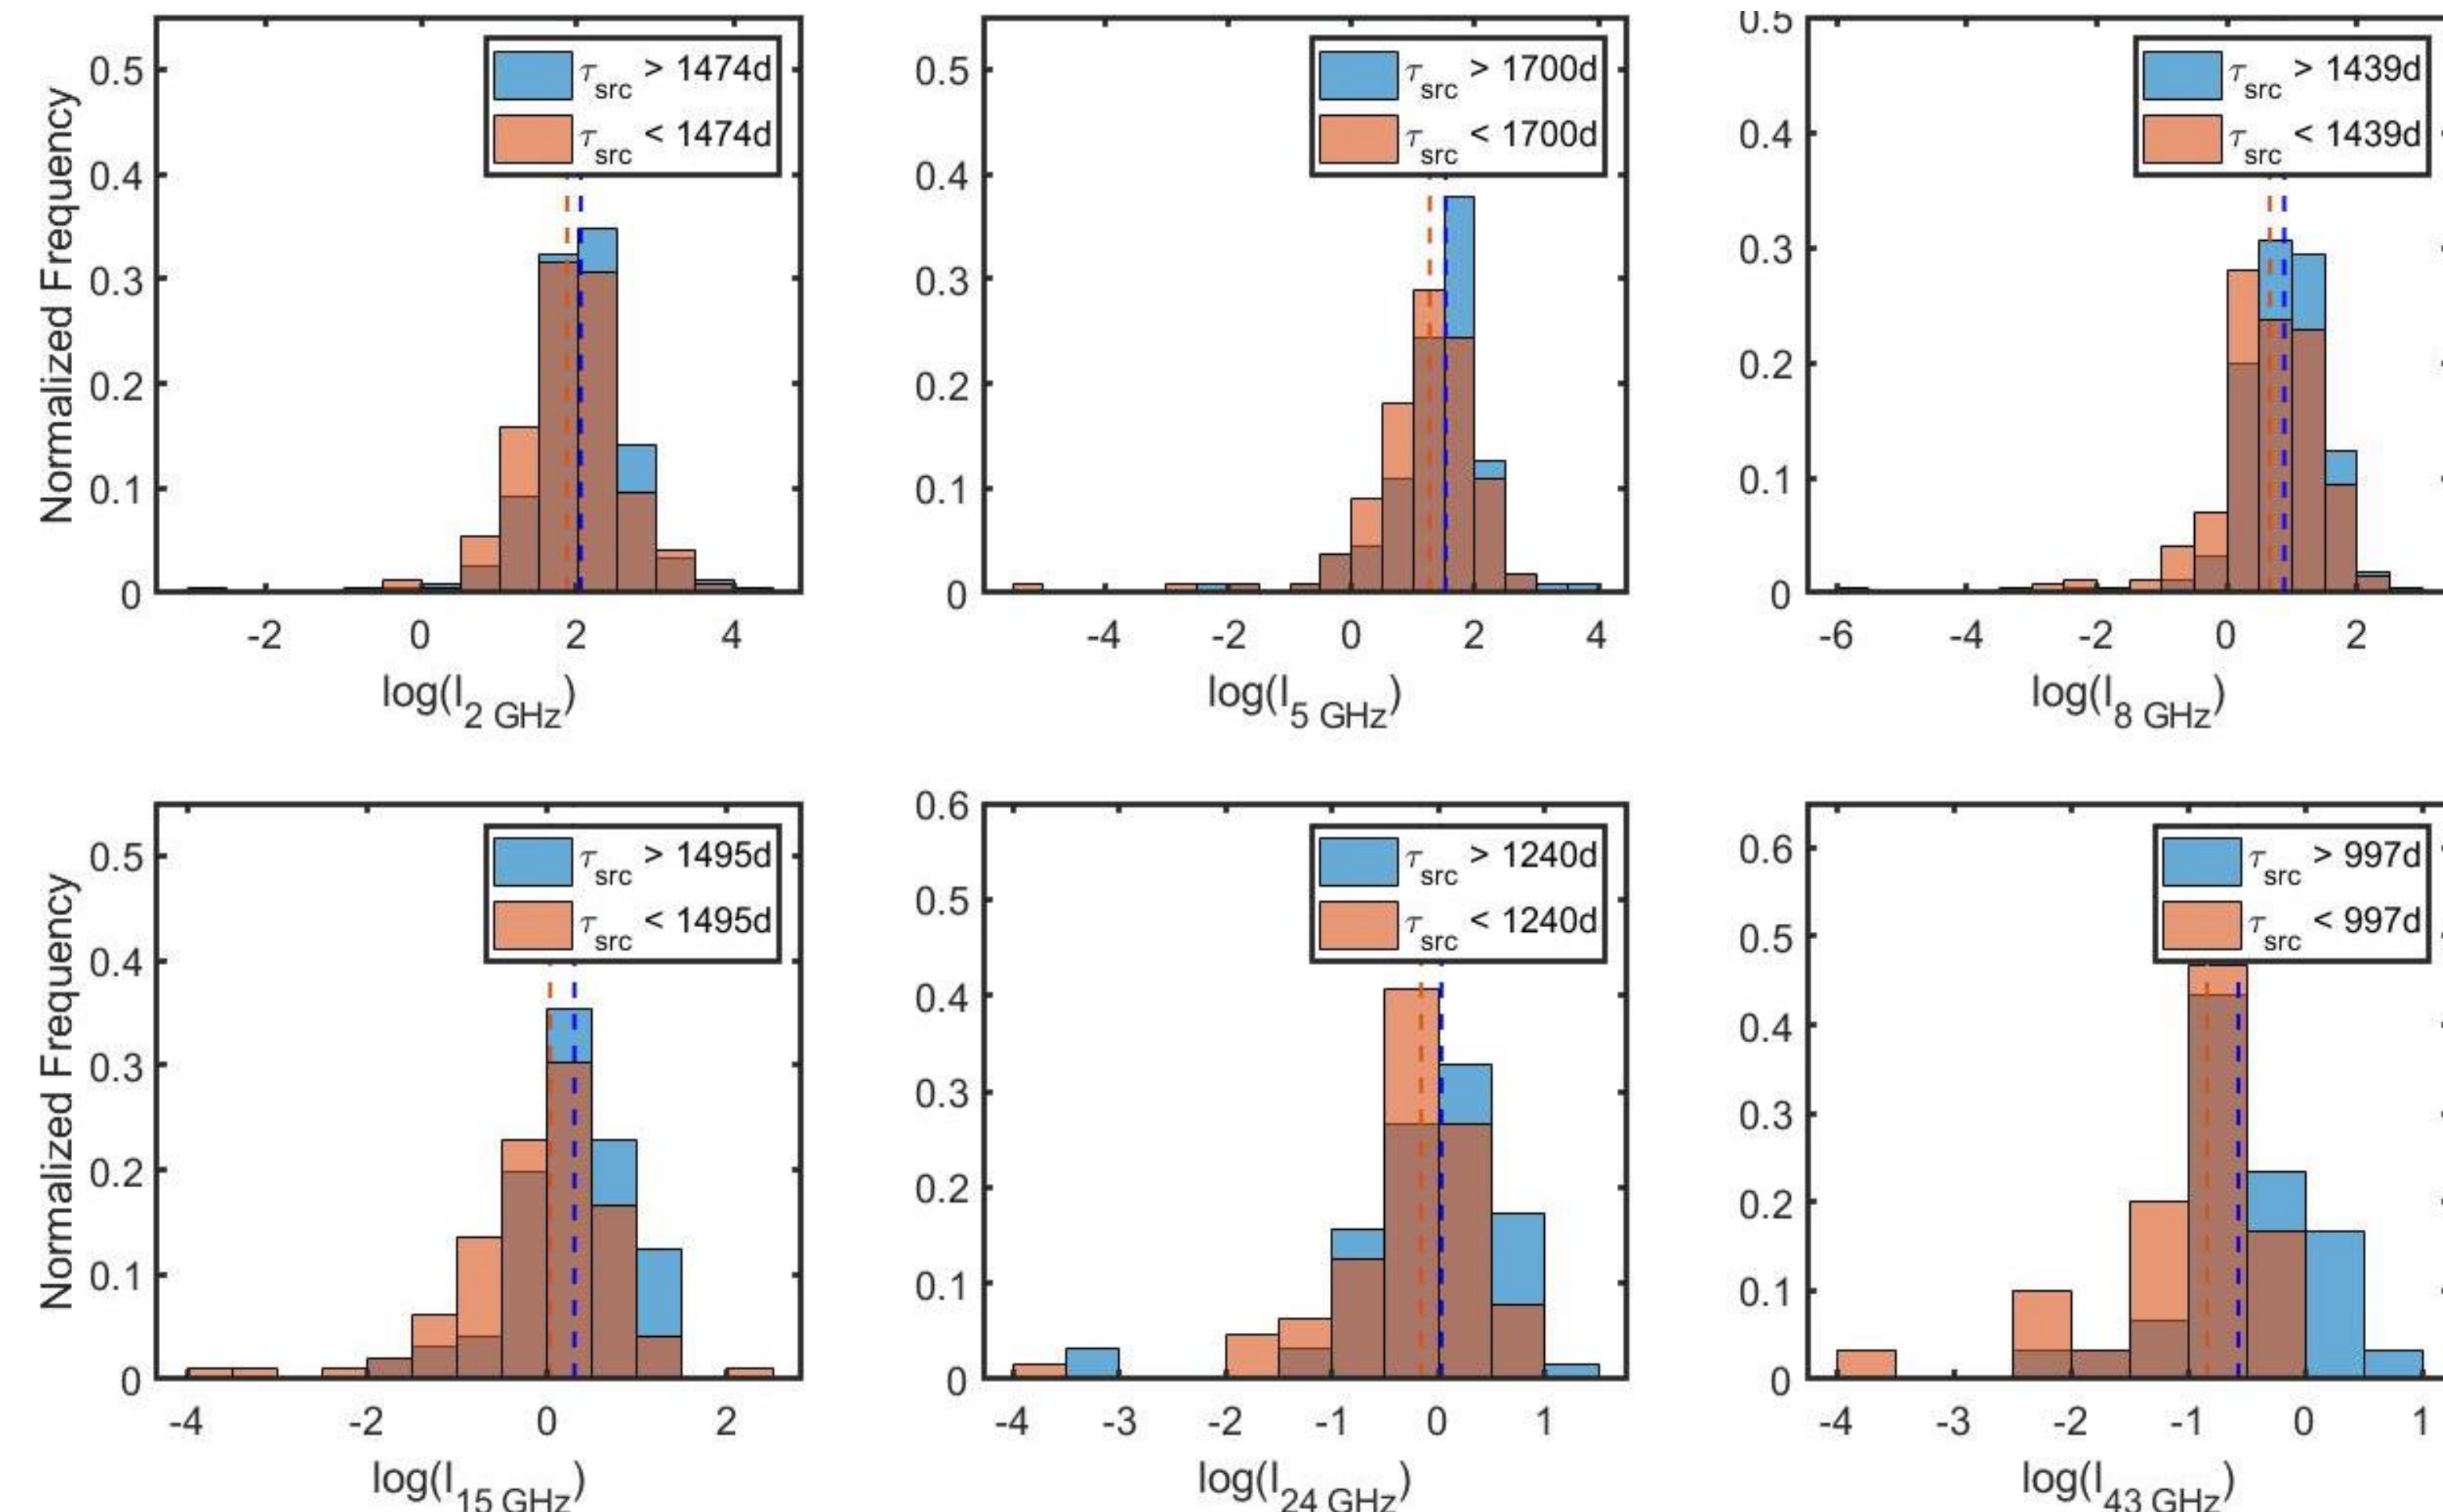 Normalized Frequency
0.5
0.4
0.3
0.2
0.1
0
-2 0 2 4
log(I2 GHz)
τsrc > 1474d
τsrc < 1474d
0.5
0.4
0.3
0.2
0.1
0
-4 -2 0 2 4
log(I5 GHz)
τsrc > 1700d
τsrc < 1700d
0.5
0.4
0.3
0.2
0.1
0
-6 -4 -2 0 2
log(I8 GHz)
τsrc > 1439d
τsrc < 1439d
Normalized Frequency
0.5
0.4
0.3
0.2
0.1
0
-4 -2 0 2
log(I15 GHz)
τsrc > 1495d
τsrc < 1495d
0.6
0.5
0.4
0.3
0.2
0.1
0
-4 -3 -2 -1 0 1
log(I24 GHz)
τsrc > 1240d
τsrc < 1240d
0.6
0.5
0.4
0.3
0.2
0.1
0
-4 -3 -2 -1 0 1
log(I43 GHz)
τsrc > 997d
τsrc < 997d